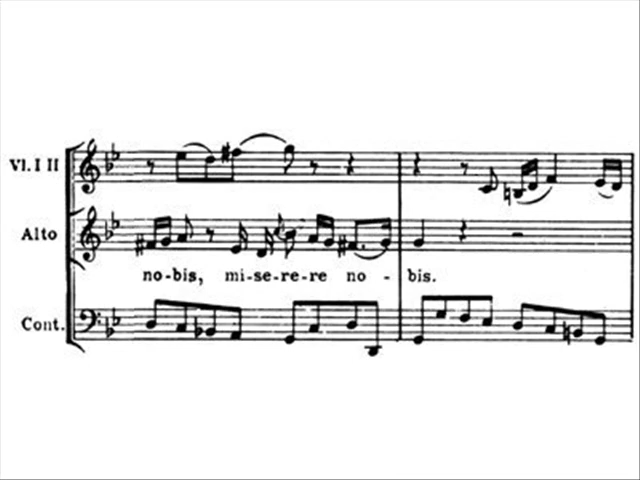 Vl. I II
Alto
no-bis, mi-se-re-re no - bis.
Cont.